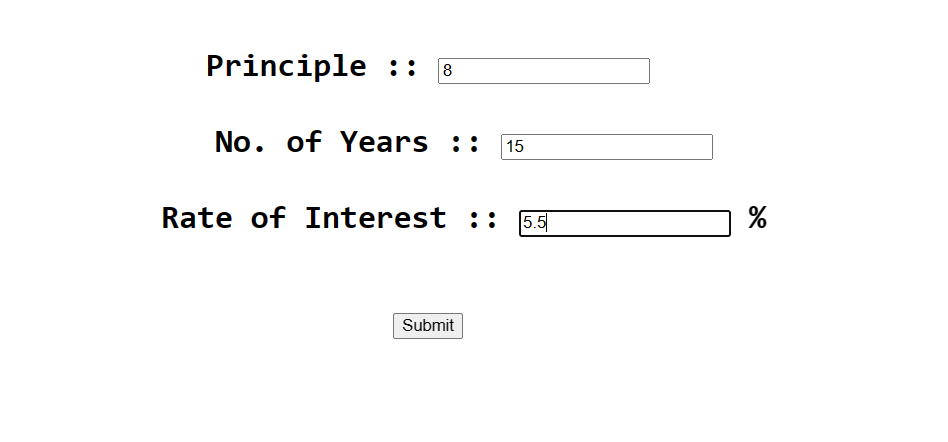 Principle :: 8
No. of Years :: 15
Rate of Interest :: 5.5 %
Submit